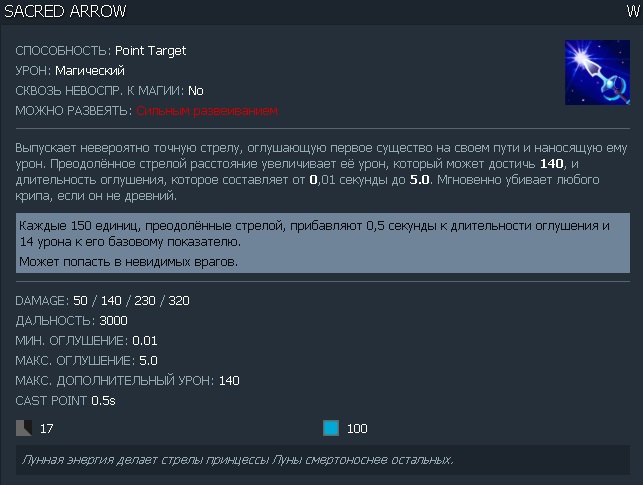 SACRED ARROW W
СПОСОБНОСТЬ: Point Target
УРОН: Магический
СКВОЗЬ НЕВОСПР. К МАГИИ: No
МОЖНО РАЗВЕЯТЬ: Сильным развеиванием
Выпускает невероятно точную стрелу, оглушающую первое существо на своем пути и наносящую ему
урон. Преодолённое стрелой расстояние увеличивает её урон, который может достичь 140, и
длительность оглушения, которое составляет от 0,01 секунды до 5.0. Мгновенно убивает любого
крипа, если он не древний.
Каждые 150 единиц, преодолённые стрелой, прибавляют 0,5 секунды к длительности оглушения и
14 урона к его базовому показателю.
Может попасть в невидимых врагов.
DAMAGE: 50 / 140 / 230 / 320
ДАЛЬНОСТЬ: 3000
МИН. ОГЛУШЕНИЕ: 0.01
МАКС. ОГЛУШЕНИЕ: 5.0
МАКС. ДОПОЛНИТЕЛЬНЫЙ УРОН: 140
CAST POINT 0.5s
17 100
Лунная энергия делает стрелы принцессы Луны смертоноснее остальных.